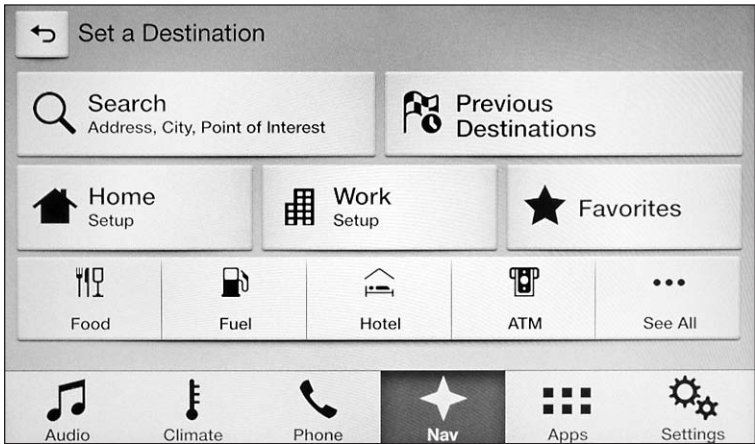 Set a Destination
Search
Address, City, Point of Interest
Previous
Destinations
Home
Setup
Work
Setup
Favorites
Food
Fuel
Hotel
ATM
See All
Audio
Climate
Phone
Nav
Apps
Settings